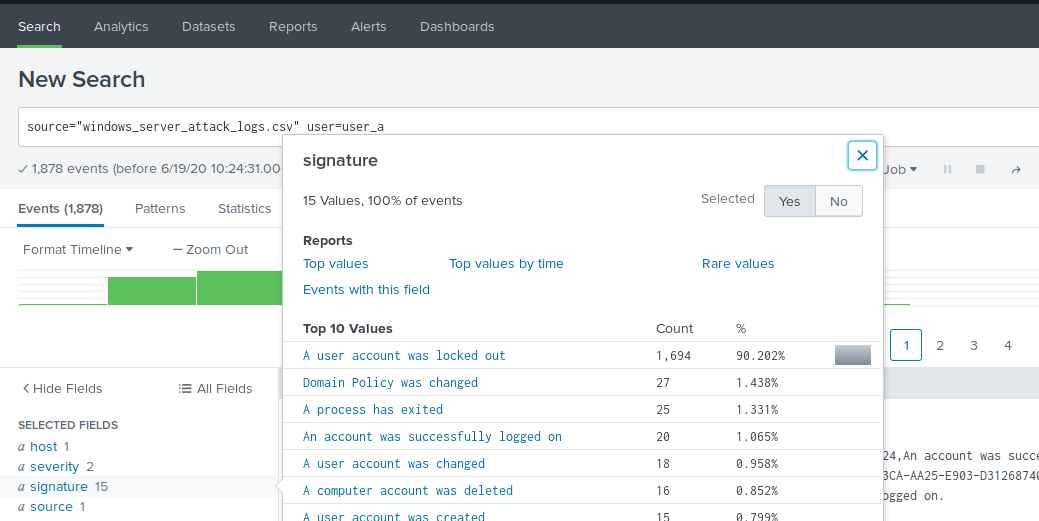 Search Analytics Datasets Reports Alerts Dashboards
New Search
source="windows_server_attack_logs.csv" user=user_a
1,878 events (before 6/19/20 10:24:31.00
Job
Events (1,878) Patterns Statistics
Format Timeline — Zoom Out
signature
15 Values, 100% of events
Selected Yes No
Reports
Top values Top values by time Rare values
Events with this field
Top 10 Values Count %
A user account was locked out 1,694 90.202%
Domain Policy was changed 27 1.438%
A process has exited 25 1.331%
An account was successfully logged on 20 1.065%
A user account was changed 18 0.958%
A computer account was deleted 16 0.852%
A user account was created 15 0.799%
1 2 3 4
< Hide Fields All Fields
SELECTED FIELDS
a host 1
a severity 2
a signature 15
a source 1
24,An account was succe
3CA-AA25-E903-D3126874
ogged on.